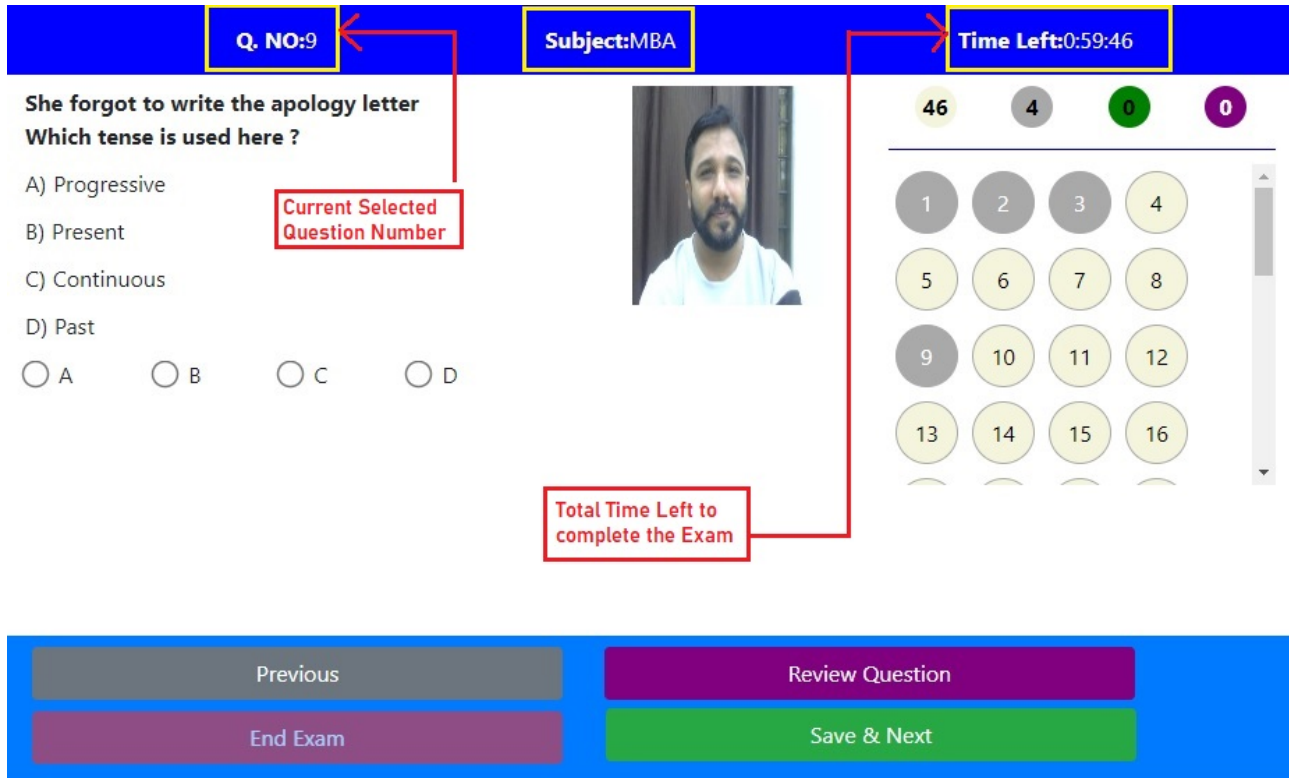 Q. NO:9
Subject:MBA
Time Left:0:59:46
She forgot to write the apology letter
Which tense is used here ?
A) Progressive
B) Present
C) Continuous
D) Past
A B C D
Current Selected
Question Number
46 4 0 0
1 2 3 4
5 6 7 8
9 10 11 12
13 14 15 16
Total Time Left to
complete the Exam
Previous
Review Question
End Exam
Save & Next